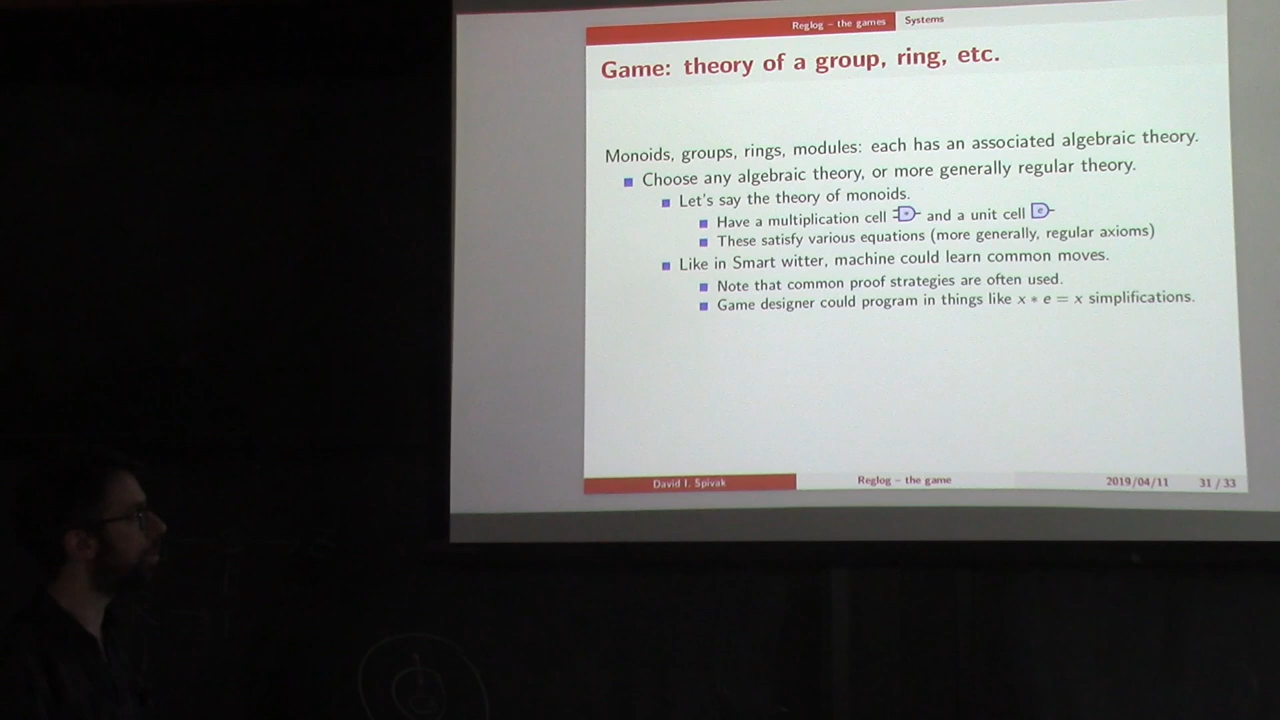 Reglog – the games Systems
Game: theory of a group, ring, etc.
Monoids, groups, rings, modules: each has an associated algebraic theory.
Choose any algebraic theory, or more generally regular theory.
Let's say the theory of monoids.
Have a multiplication cell * and a unit cell e
These satisfy various equations (more generally, regular axioms)
Like in Smart witter, machine could learn common moves.
Note that common proof strategies are often used.
Game designer could program in things like x * e = x simplifications.
David I. Spivak Reglog – the game 2019/04/11 31 / 33